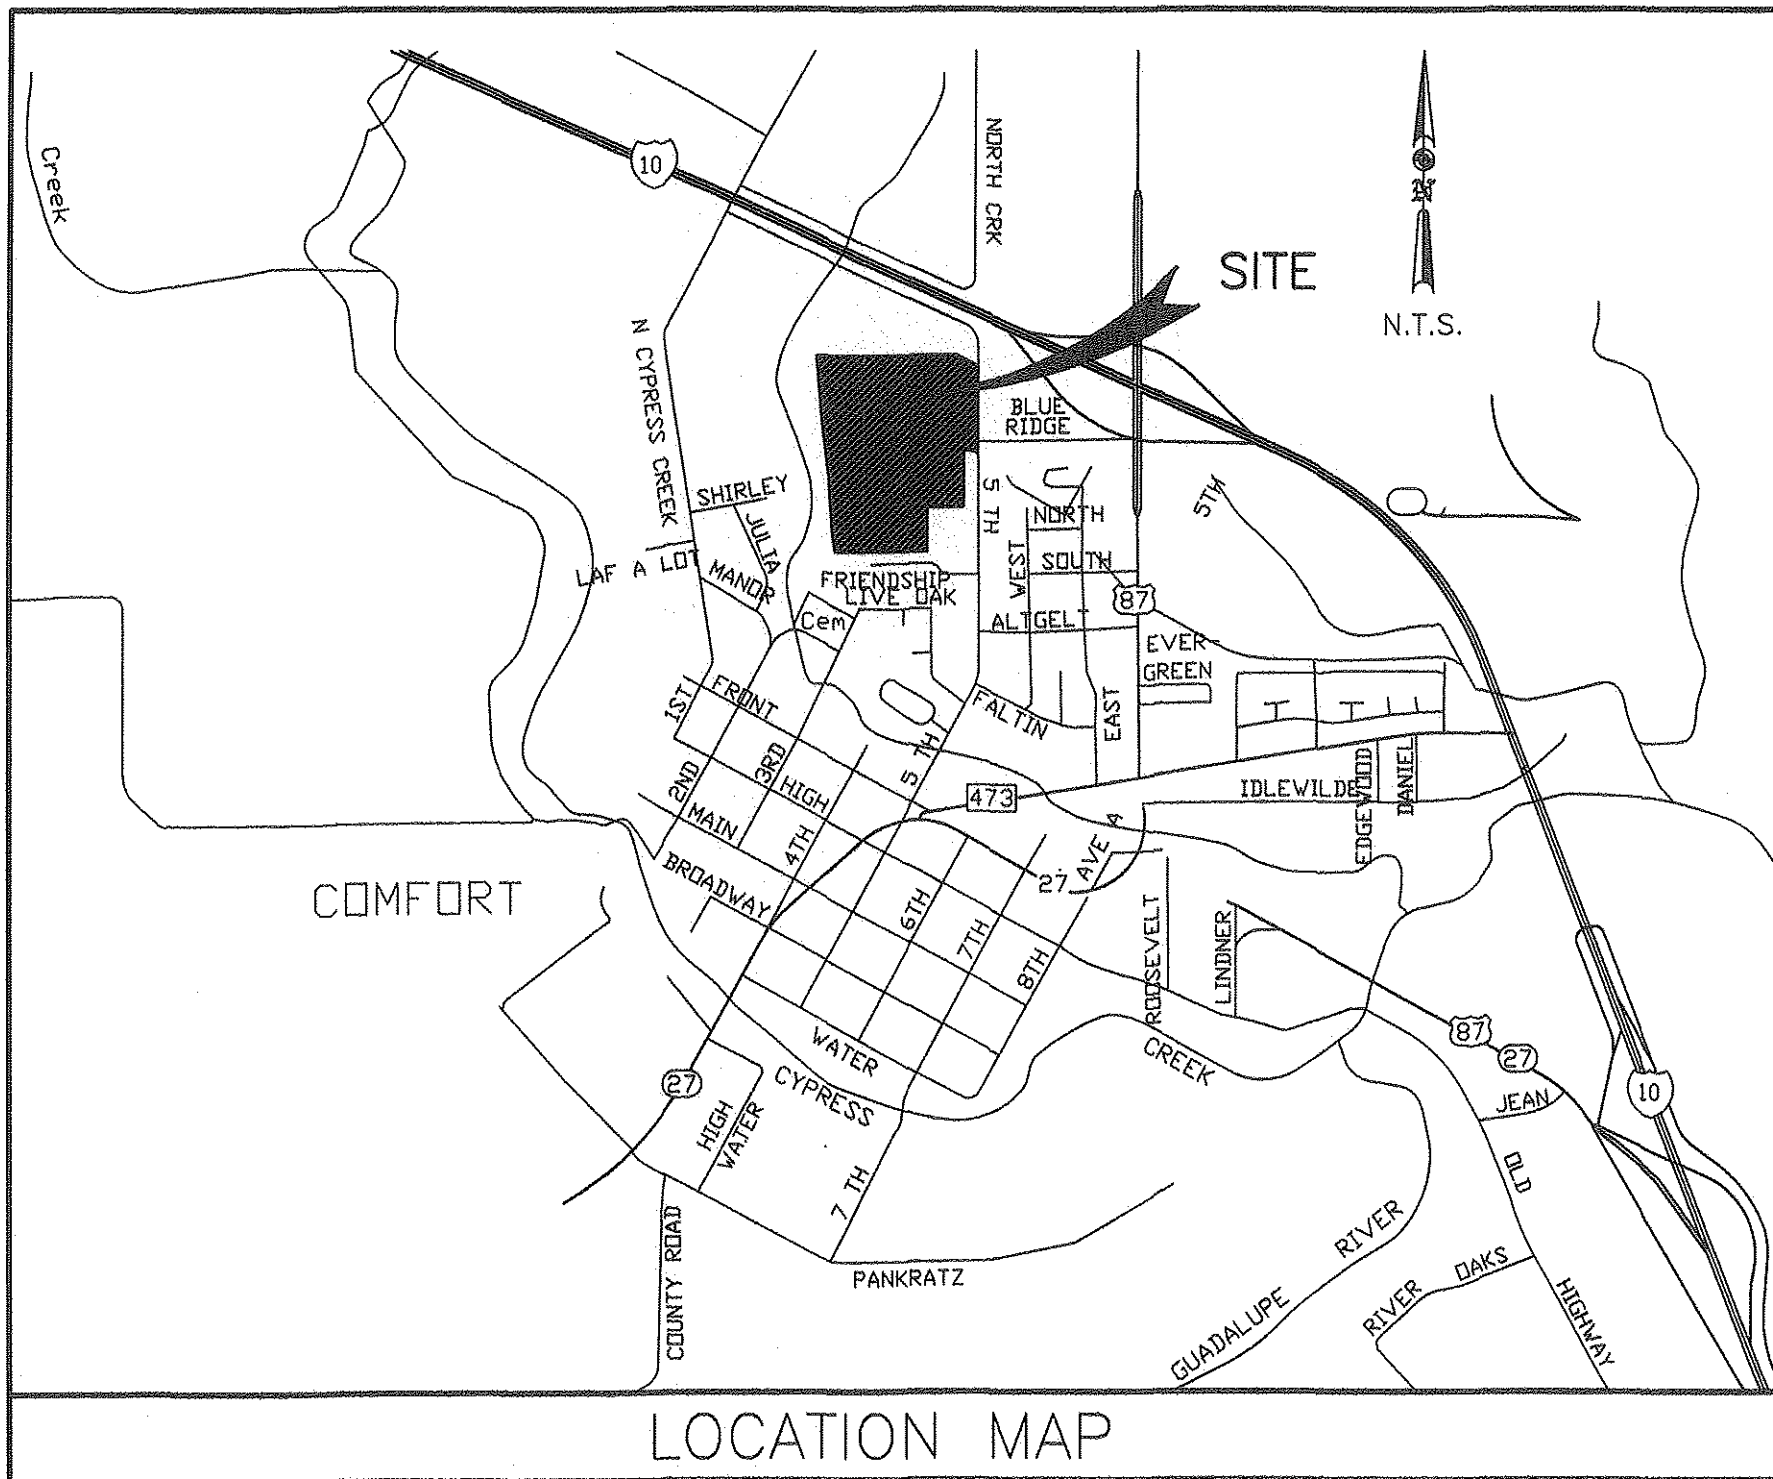 10
NORTH CRK
Creek
N
SITE
N.T.S.
N CYPRESS CREEK
BLUE
RIDGE
SHIRLEY
JULIA
5 TH
5TH
NORTH
WEST
SOUTH
LAF A LOT
MANOR
FRIENDSHIP
LIVE OAK
87
Cem
ALTGELT
EVER-
GREEN
1ST
FRONT
FALTIN
EAST
5 TH
2ND
3RD
HIGH
473
IDLEWILDE
EDGEWOOD
DANIEL
MAIN
4TH
AVE A
BROADWAY
27
COMFORT
6TH
7TH
8TH
ROOSEVELT
LINDNER
WATER
CREEK
87
27
27
CYPRESS
10
JEAN
HIGH
WATER
OLD
7 TH
COUNTY ROAD
RIVER
OAKS
PANKRATZ
GUADALUPE
RIVER
HIGHWAY
LOCATION MAP